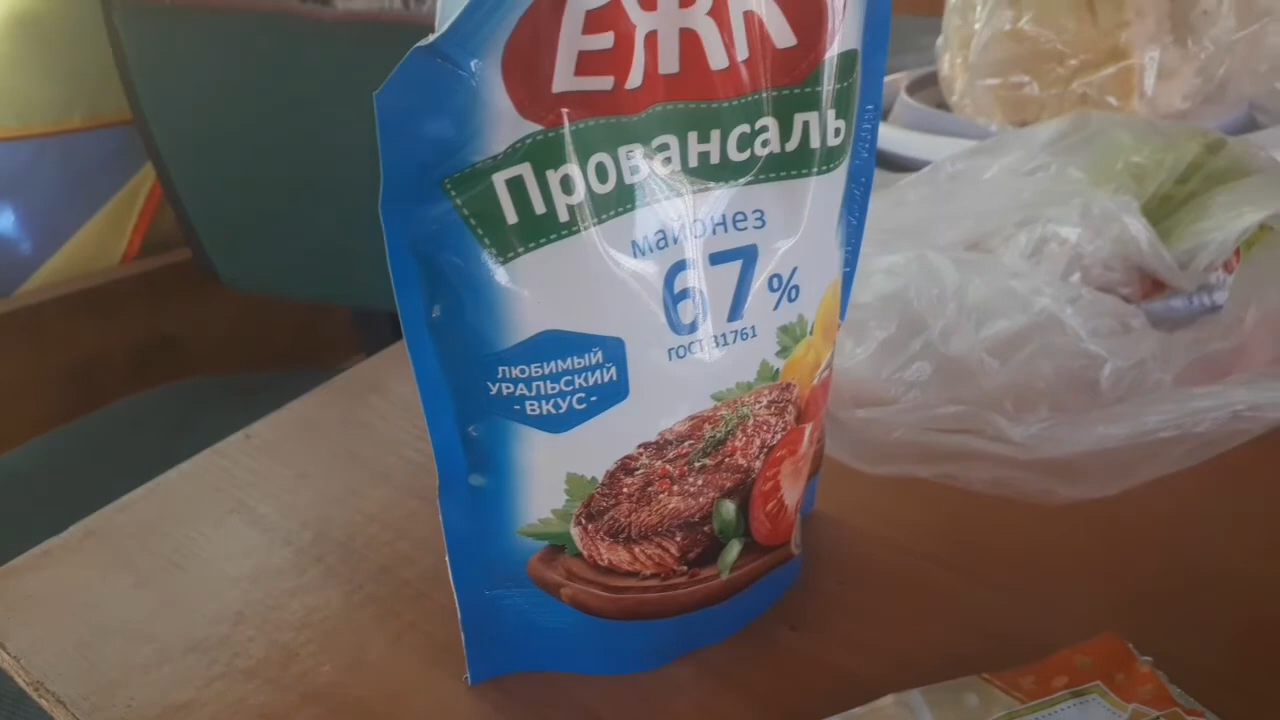 ЕЖК
Провансаль
майонез
67%
ГОСТ 31761
ЛЮБИМЫЙ
УРАЛЬСКИЙ
-ВКУС-